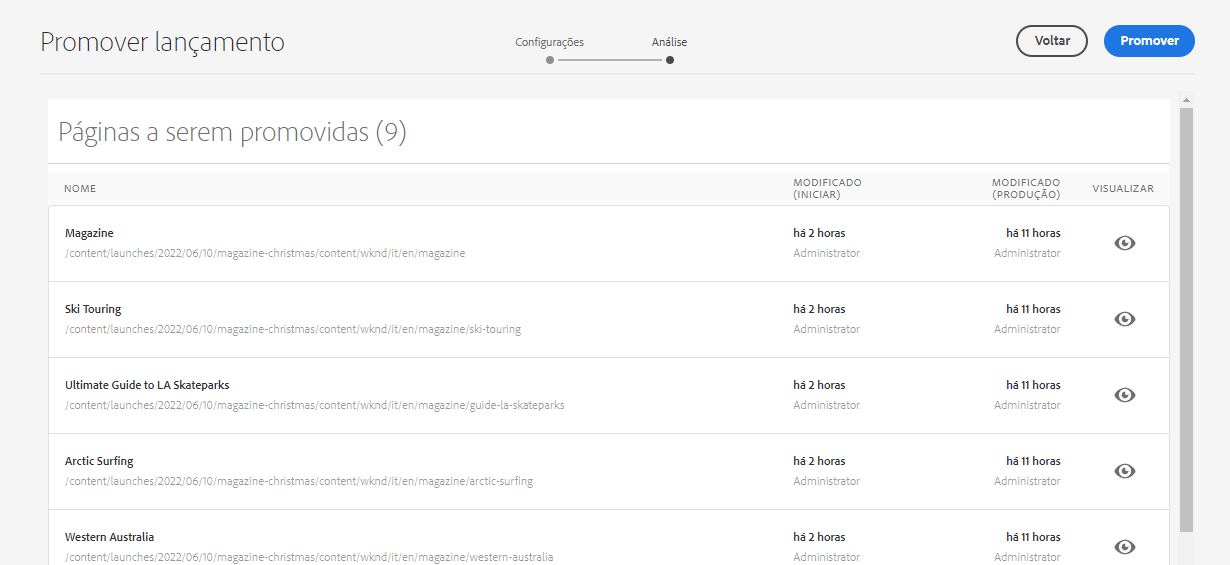 Promover lançamento
Configurações
Análise
Voltar
Promover
Páginas a serem promovidas (9)
NOME
MODIFICADO
(INICIAR)
MODIFICADO
(PRODUÇÃO)
VISUALIZAR
Magazine
/content/launches/2022/06/10/magazine-christmas/content/wknd/it/en/magazine
há 2 horas
Administrator
há 11 horas
Administrator
Ski Touring
/content/launches/2022/06/10/magazine-christmas/content/wknd/it/en/magazine/ski-touring
há 2 horas
Administrator
há 11 horas
Administrator
Ultimate Guide to LA Skateparks
/content/launches/2022/06/10/magazine-christmas/content/wknd/it/en/magazine/guide-la-skateparks
há 2 horas
Administrator
há 11 horas
Administrator
Arctic Surfing
/content/launches/2022/06/10/magazine-christmas/content/wknd/it/en/magazine/arctic-surfing
há 2 horas
Administrator
há 11 horas
Administrator
Western Australia
/content/launches/2022/06/10/magazine-christmas/content/wknd/it/en/magazine/western-australia
há 2 horas
Administrator
há 11 horas
Administrator